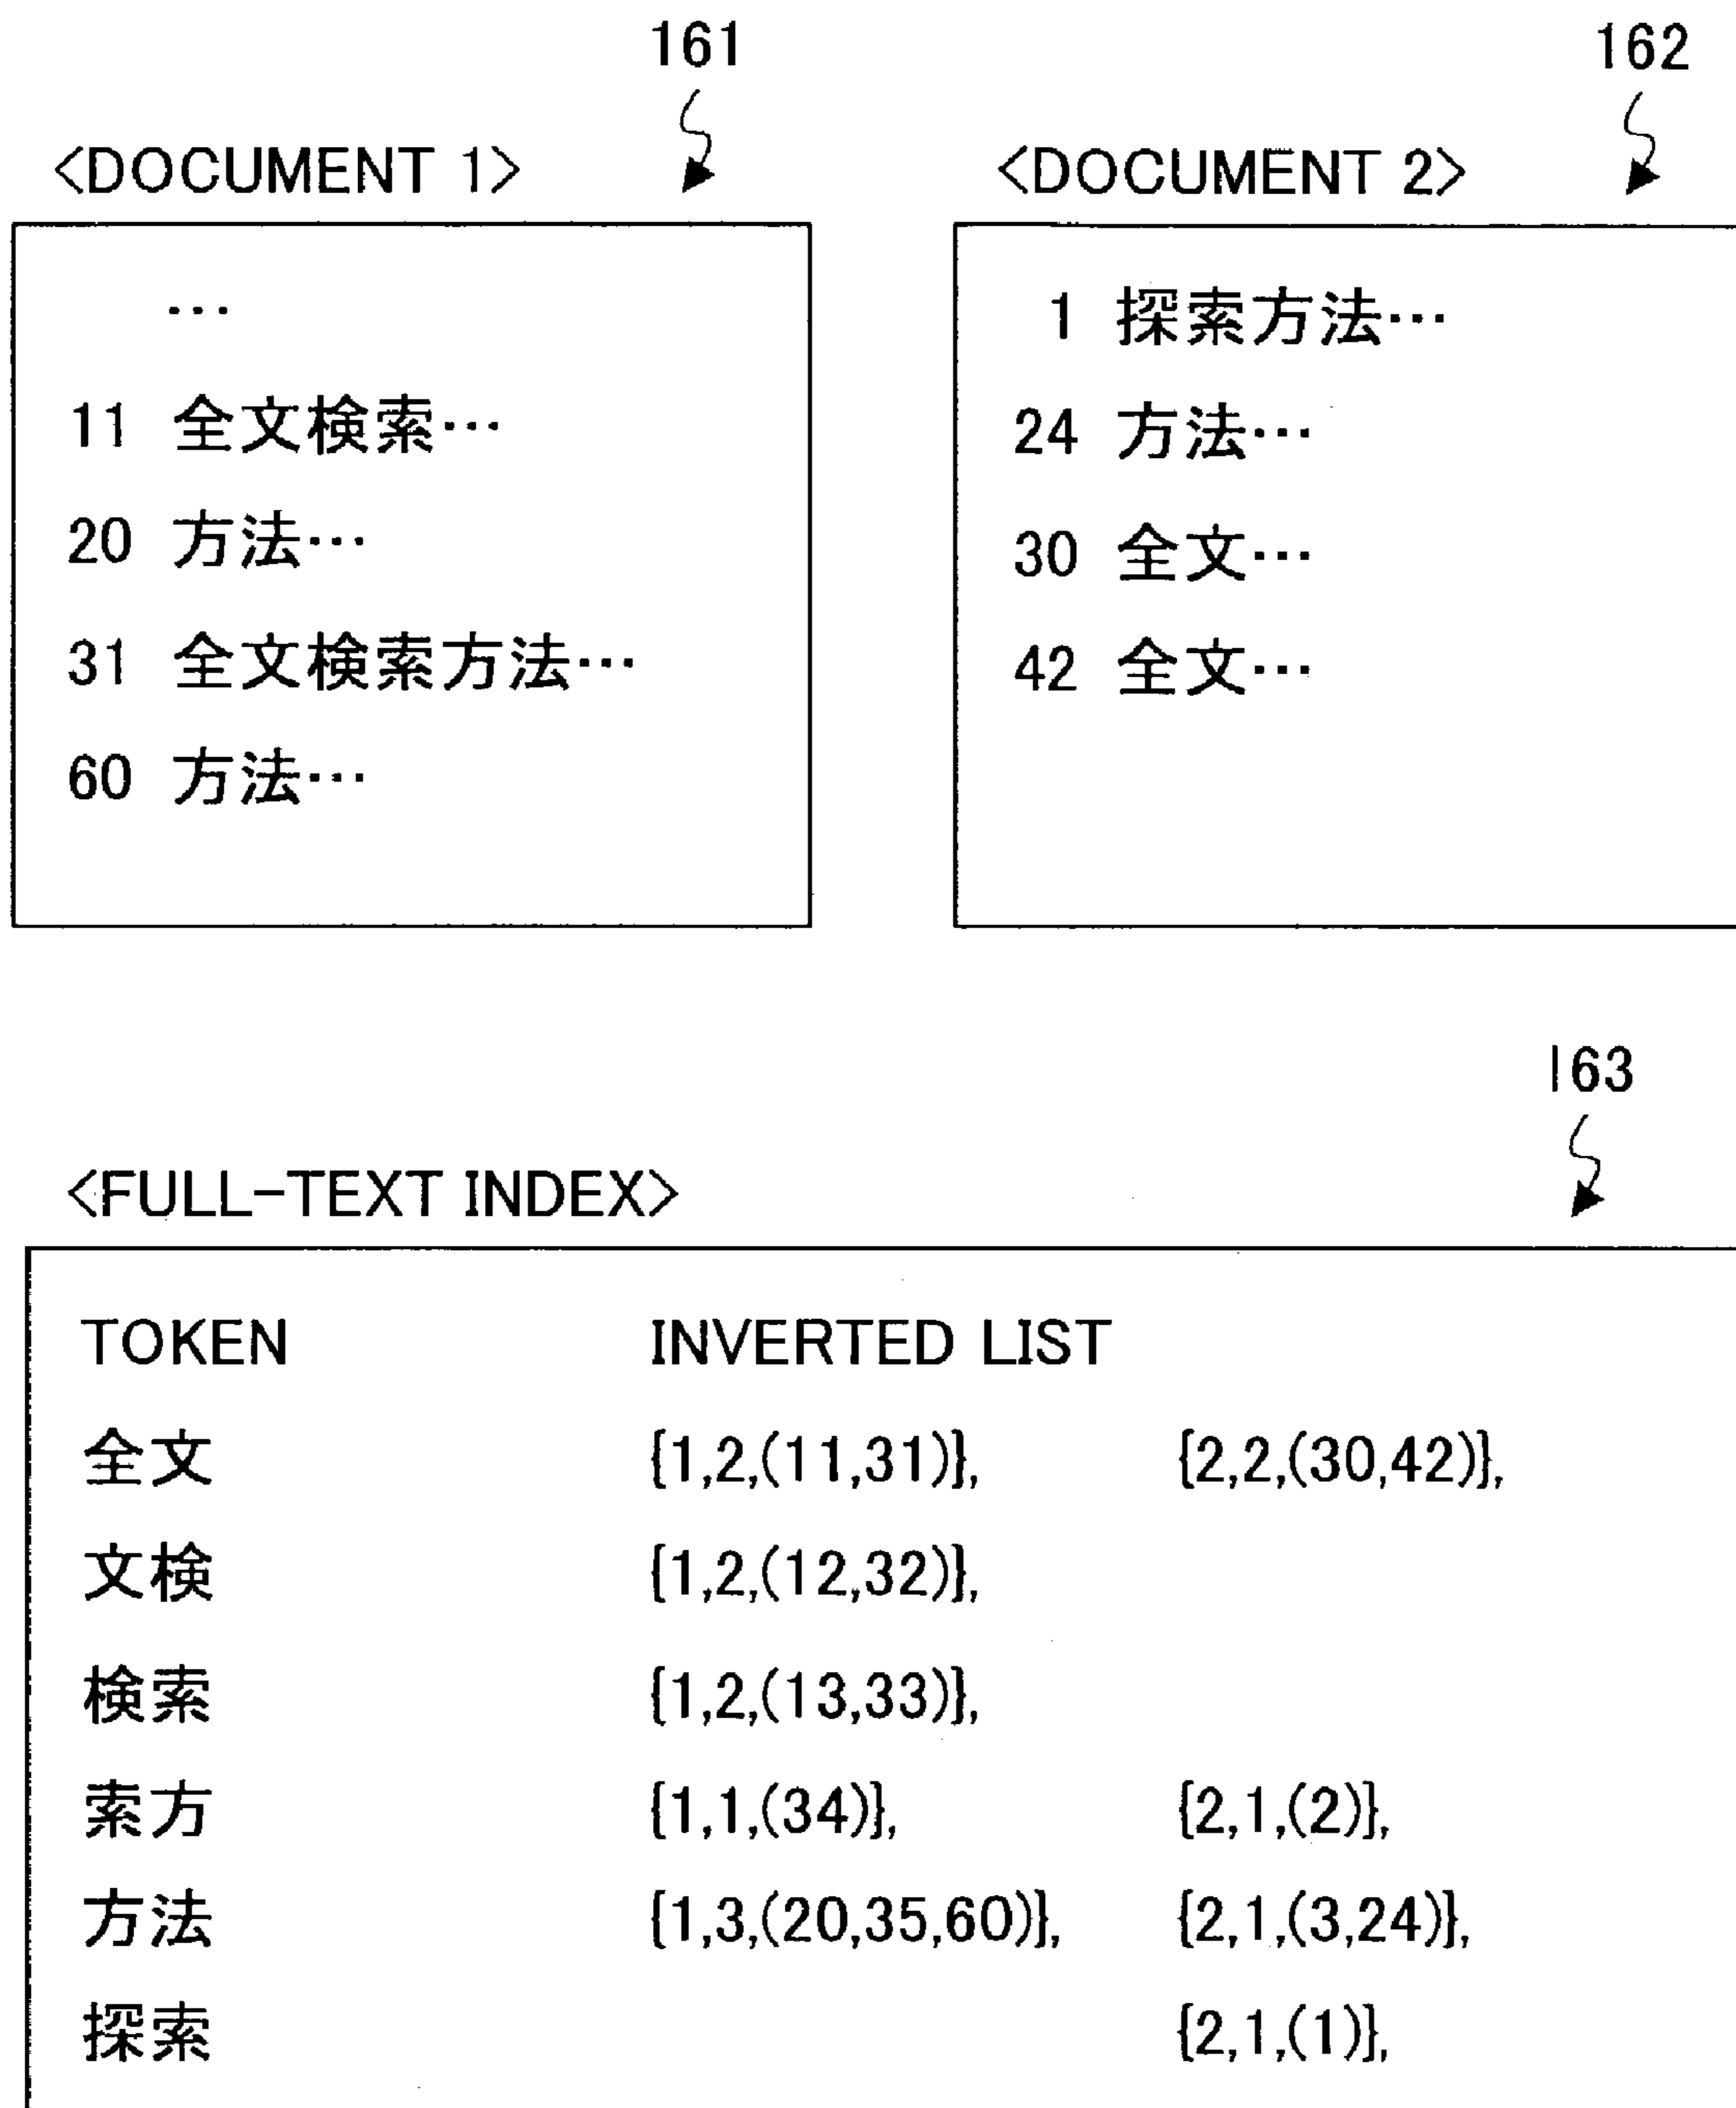 161
<DOCUMENT 1>
…
11 全文検索…
20 方法…
31 全文検索方法…
60 方法…
162
<DOCUMENT 2>
1 探索方法…
24 方法…
30 全文…
42 全文…
163
<FULL-TEXT INDEX>
TOKEN INVERTED LIST
全文 {1,2,(11,31)}, {2,2,(30,42)},
文検 {1,2,(12,32)},
検索 {1,2,(13,33)},
索方 {1,1,(34)}, {2,1,(2)},
方法 {1,3,(20,35,60)}, {2,1,(3,24)},
探索 {2,1,(1)},